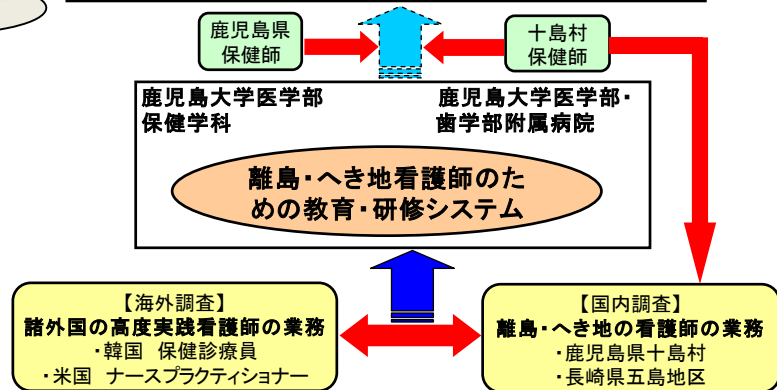 鹿児島県
保健師
十島村
保健師
鹿児島大学医学部
保健学科
鹿児島大学医学部・
歯学部附属病院
離島・へき地看護師のた
めの教育・研修システム
【海外調査】
諸外国の高度実践看護師の業務
・韓国 保健診療員
・米国 ナースプラクティショナー
【国内調査】
離島・へき地の看護師の業務
・鹿児島県十島村
・長崎県五島地区